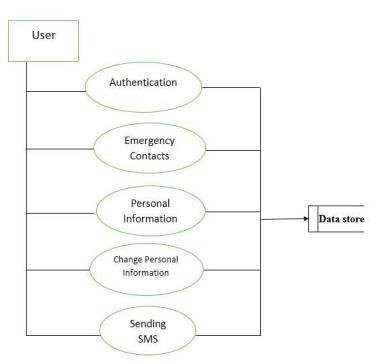 User
Authentication
Emergency
Contacts
Personal
Information
Data store
Change Personal
Information
Sending
SMS